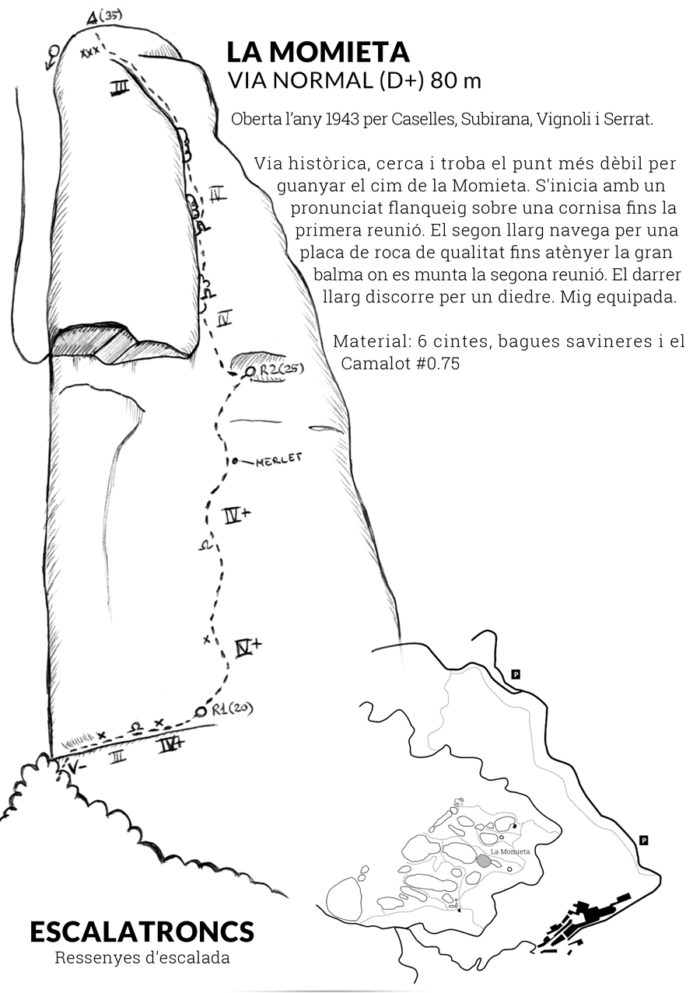 (35)
xxx
III
LA MOMIETA
VIA NORMAL (D+) 80 m
Oberta l'any 1943 per Caselles, Subirana, Vignoli i Serrat.
Via històrica, cerca i troba el punt més dèbil per
guanyar el cim de la Momieta. S'inicia amb un
pronunciat flanqueig sobre una cornisa fins la
primera reunió. El segon llarg navega per una
placa de roca de qualitat fins atènyer la gran
balma on es munta la segona reunió. El darrer
llarg discorre per un diedre. Mig equipada.
Material: 6 cintes, bagues savineres i el
Camalot #0.75
IV
IV
R2(25)
MERLET
IV+
x
IV+
R1(20)
x
x
III
IV+
V-
P
P
La Momieta
ESCALATRONCS
Ressenyes d'escalada